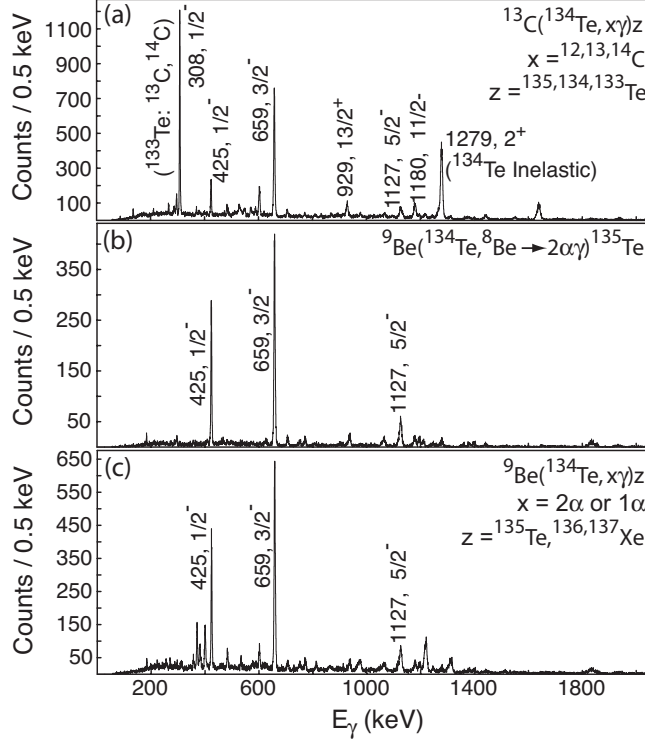 (a)
¹³C(¹³⁴Te, xγ)z
x = ¹²,¹³,¹⁴C
z = ¹³⁵,¹³⁴,¹³³Te
Counts / 0.5 keV
1100
900
700
500
300
100
(¹³³Te: ¹³C, ¹⁴C)
308, 1/2⁻
425, 1/2⁻
659, 3/2⁻
929, 13/2⁺
1127, 5/2⁻
1180, 11/2-
1279, 2⁺
(¹³⁴Te Inelastic)
(b)
⁹Be(¹³⁴Te,⁸Be → 2αγ)¹³⁵Te
Counts / 0.5 keV
350
250
150
50
425, 1/2⁻
659, 3/2⁻
1127, 5/2⁻
(c)
⁹Be(¹³⁴Te, xγ)z
x = 2α or 1α
z = ¹³⁵Te,¹³⁶,¹³⁷Xe
Counts / 0.5 keV
650
550
450
350
250
150
50
425, 1/2⁻
659, 3/2⁻
1127, 5/2⁻
200 600 1000 1400 1800
Eγ (keV)